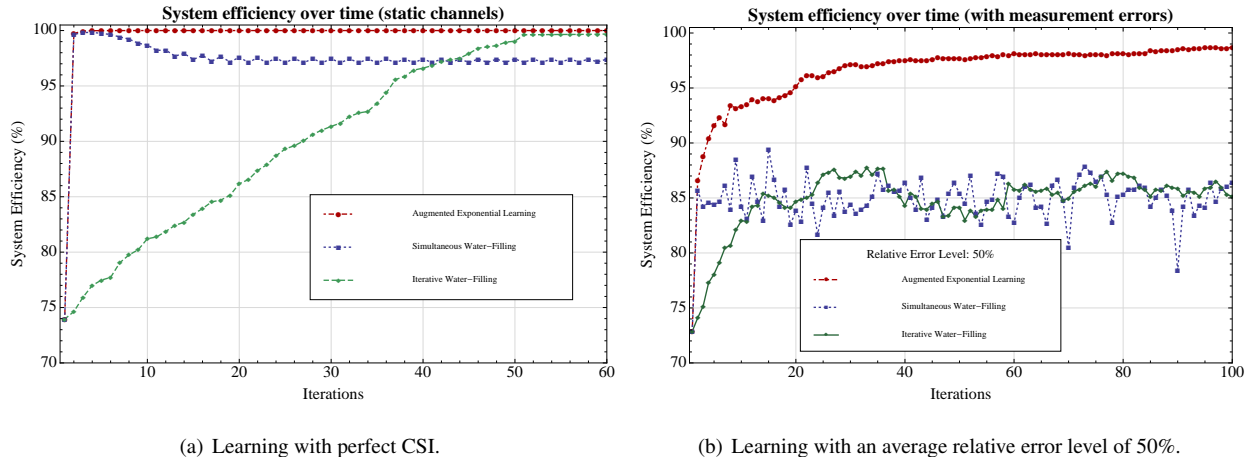 System efficiency over time (static channels)
100
95
90
85
80
75
70
System Efficiency (%)
Augmented Exponential Learning
Simultaneous Water-Filling
Iterative Water-Filling
10 20 30 40 50 60
Iterations
(a) Learning with perfect CSI.
System efficiency over time (with measurement errors)
100
95
90
85
80
75
70
System Efficiency (%)
Relative Error Level: 50%
Augmented Exponential Learning
Simultaneous Water-Filling
Iterative Water-Filling
20 40 60 80 100
Iterations
(b) Learning with an average relative error level of 50%.